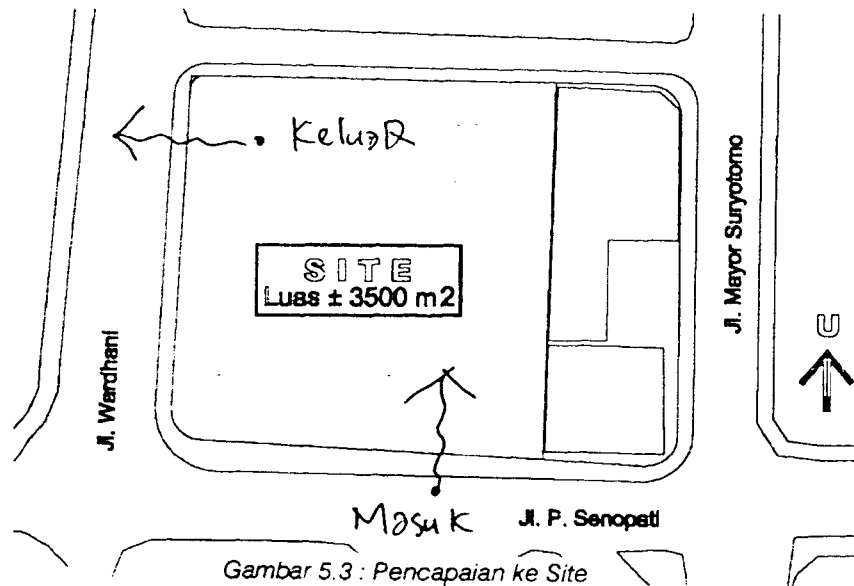 Keluar
SITE
Luas ± 3500 m2
Jl. Wardhani
Jl. Mayor Suryotomo
U
Masuk
Jl. P. Senopati
Gambar 5.3 : Pencapaian ke Site